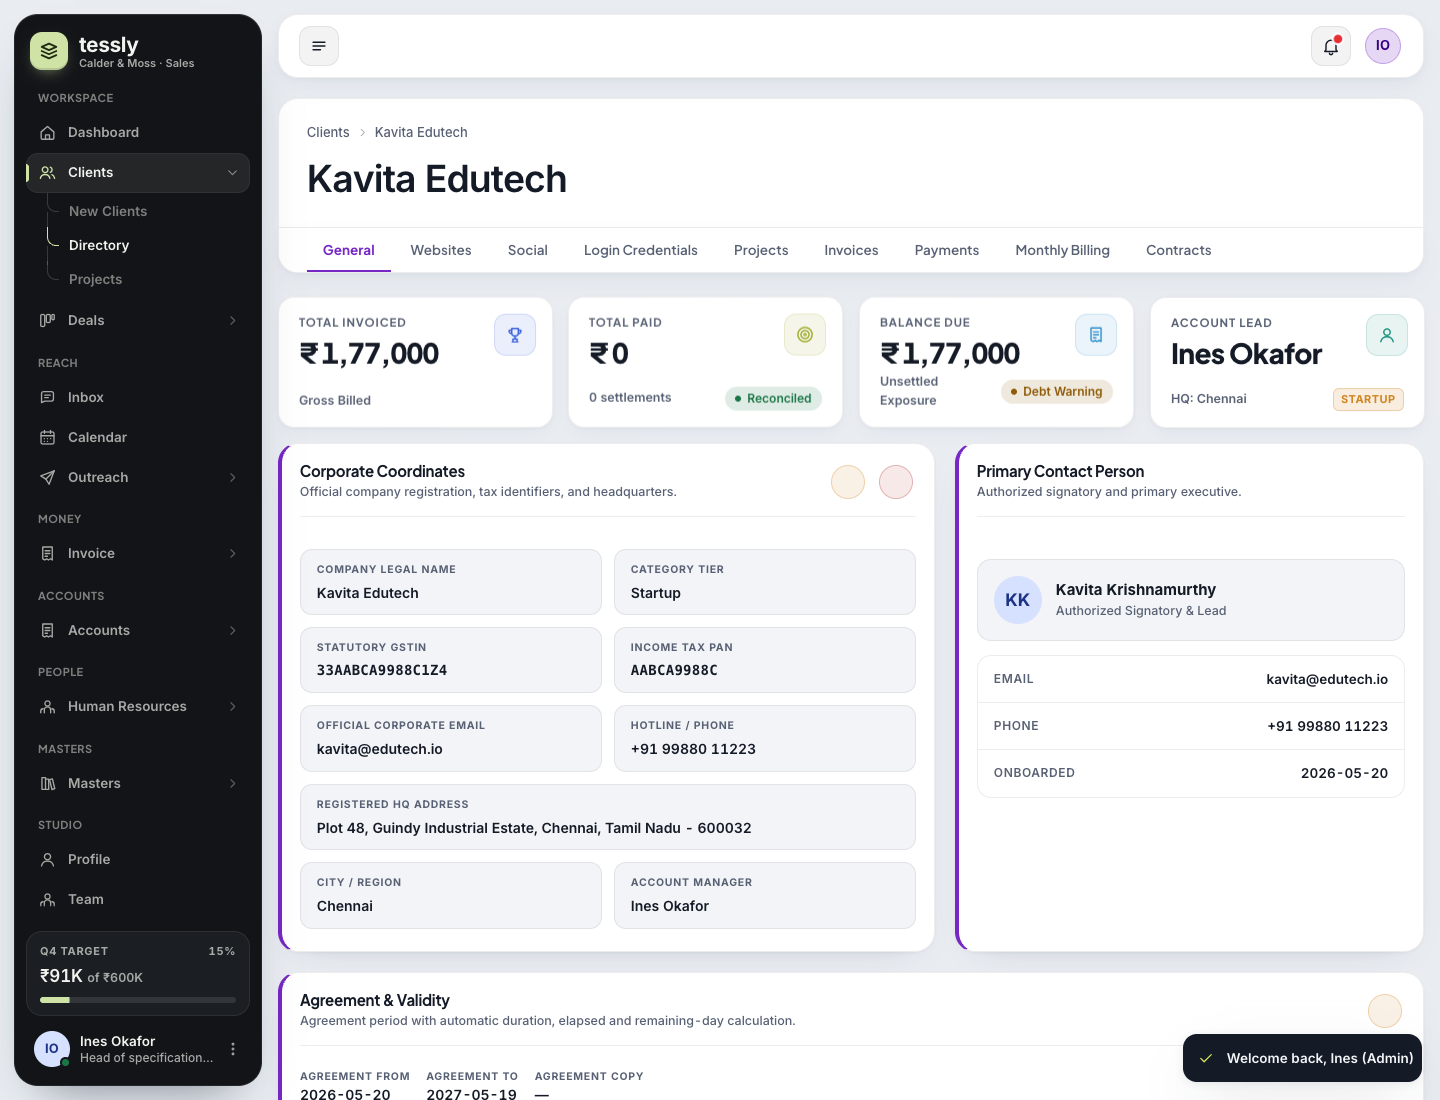 tessly
Calder & Moss · Sales
WORKSPACE
Dashboard
Clients
New Clients
Directory
Projects
Deals
REACH
Inbox
Calendar
Outreach
MONEY
Invoice
ACCOUNTS
Accounts
PEOPLE
Human Resources
MASTERS
Masters
STUDIO
Profile
Team
Q4 TARGET 15%
₹91K of ₹600K
IO
Ines Okafor
Head of specification...
IO
Clients > Kavita Edutech
Kavita Edutech
General Websites Social Login Credentials Projects Invoices Payments Monthly Billing Contracts
TOTAL INVOICED
₹1,77,000
Gross Billed
TOTAL PAID
₹0
0 settlements
Reconciled
BALANCE DUE
₹1,77,000
Unsettled
Exposure
Debt Warning
ACCOUNT LEAD
Ines Okafor
HQ: Chennai
STARTUP
Corporate Coordinates
Official company registration, tax identifiers, and headquarters.
COMPANY LEGAL NAME
Kavita Edutech
CATEGORY TIER
Startup
STATUTORY GSTIN
33AABCA9988C1Z4
INCOME TAX PAN
AABCA9988C
OFFICIAL CORPORATE EMAIL
kavita@edutech.io
HOTLINE / PHONE
+91 99880 11223
REGISTERED HQ ADDRESS
Plot 48, Guindy Industrial Estate, Chennai, Tamil Nadu - 600032
CITY / REGION
Chennai
ACCOUNT MANAGER
Ines Okafor
Primary Contact Person
Authorized signatory and primary executive.
KK
Kavita Krishnamurthy
Authorized Signatory & Lead
EMAIL kavita@edutech.io
PHONE +91 99880 11223
ONBOARDED 2026-05-20
Agreement & Validity
Agreement period with automatic duration, elapsed and remaining-day calculation.
AGREEMENT FROM AGREEMENT TO AGREEMENT COPY
2026-05-20 2027-05-19 —
Welcome back, Ines (Admin)